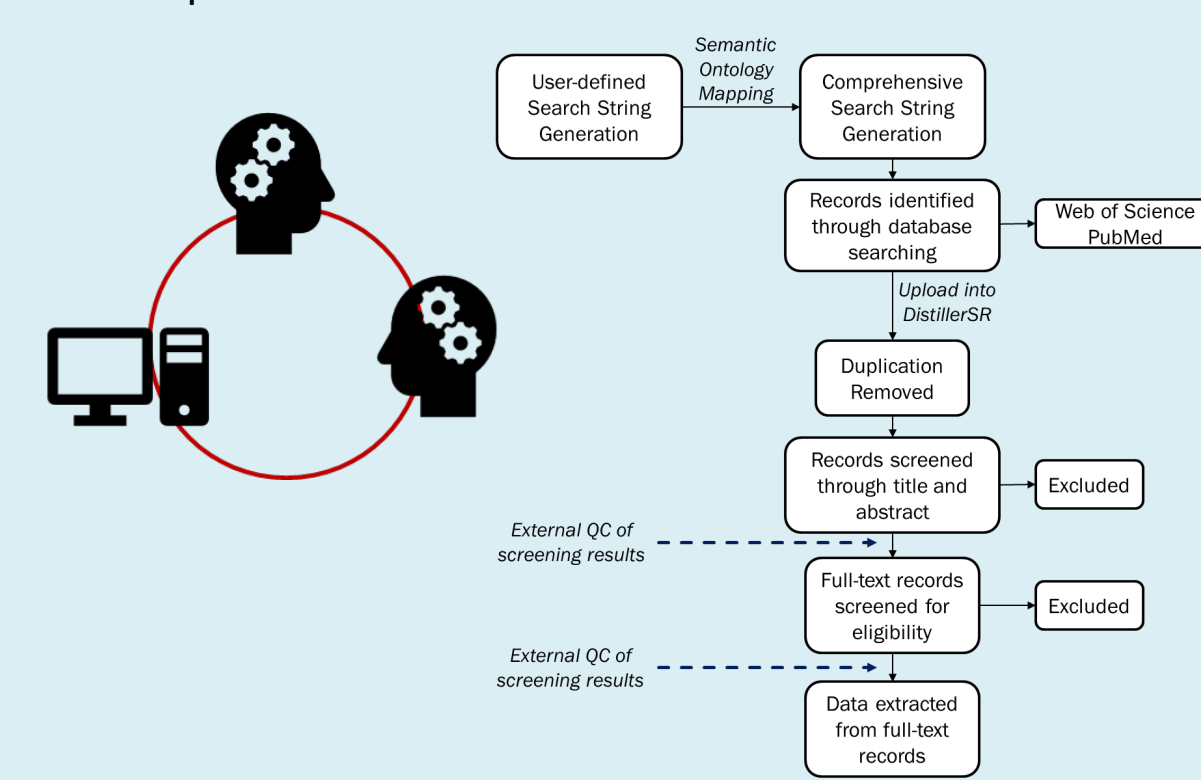 User-defined
Search String
Generation
Semantic
Ontology
Mapping
Comprehensive
Search String
Generation
Records identified
through database
searching
Web of Science
PubMed
Upload into
DistillerSR
Duplication
Removed
Records screened
through title and
abstract
Excluded
External QC of
screening results
Full-text records
screened for
eligibility
Excluded
External QC of
screening results
Data extracted
from full-text
records